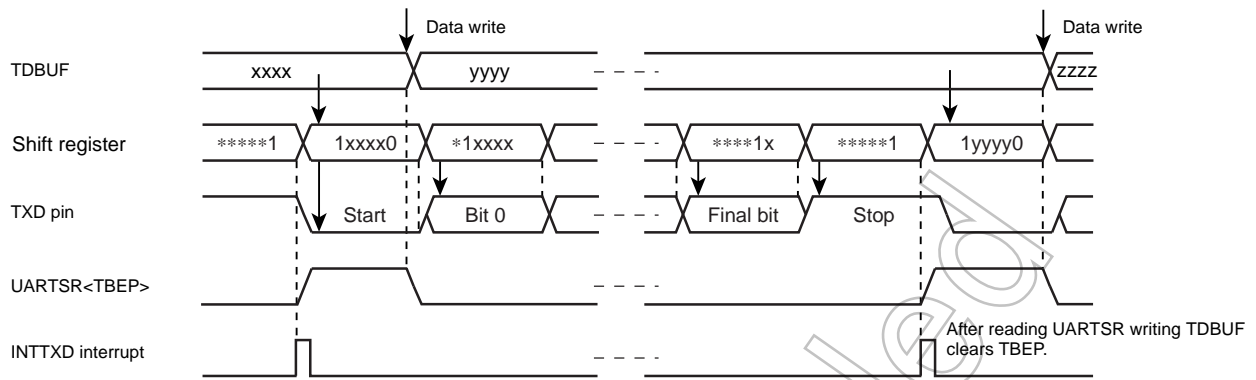 Data write
Data write
TDBUF
xxxx
yyyy
zzzz
Shift register
*****1
1xxxx0
*1xxxx
****1x
*****1
1yyyy0
TXD pin
Start
Bit 0
Final bit
Stop
UARTSR<TBEP>
INTTXD interrupt
After reading UARTSR writing TDBUF
clears TBEP.